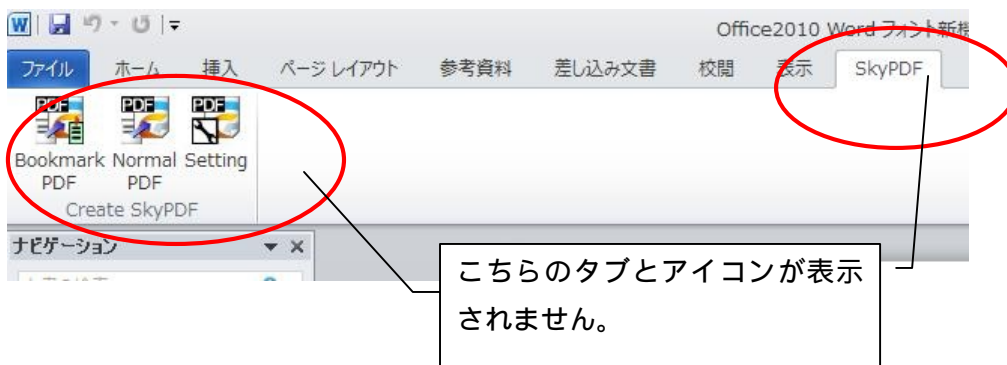 Office2010 Word フォント新機
ファイル ホーム 挿入 ページ レイアウト 参考資料 差し込み文書 校閲 表示 SkyPDF
PDF PDF PDF
Bookmark PDF Normal PDF Setting
Create SkyPDF
ナビゲーション
こちらのタブとアイコンが表示
されません。